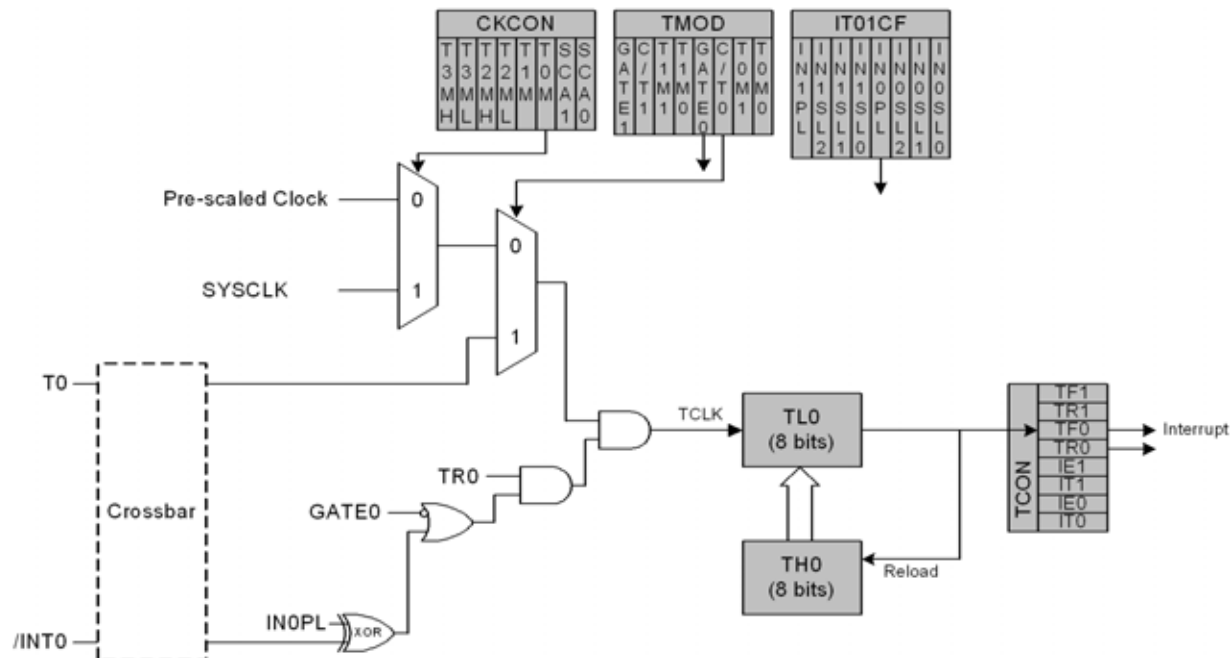 CKCON
T3MH T3ML T2MH T2ML T1M T0M SCA1 SCA0
TMOD
GATE1 C/T1 T1M1 T1M0 GATE0 C/T0 T0M1 T0M0
IT01CF
IN1PL IN1SL2 IN1SL1 IN1SL0 IN0PL IN0SL2 IN0SL1 IN0SL0
Pre-scaled Clock
0
SYSCLK
1
0
1
T0
Crossbar
/INT0
TR0
GATE0
IN0PL
XOR
TCLK
TL0
(8 bits)
TH0
(8 bits)
Reload
TCON
TF1
TR1
TF0
TR0
IE1
IT1
IE0
IT0
Interrupt